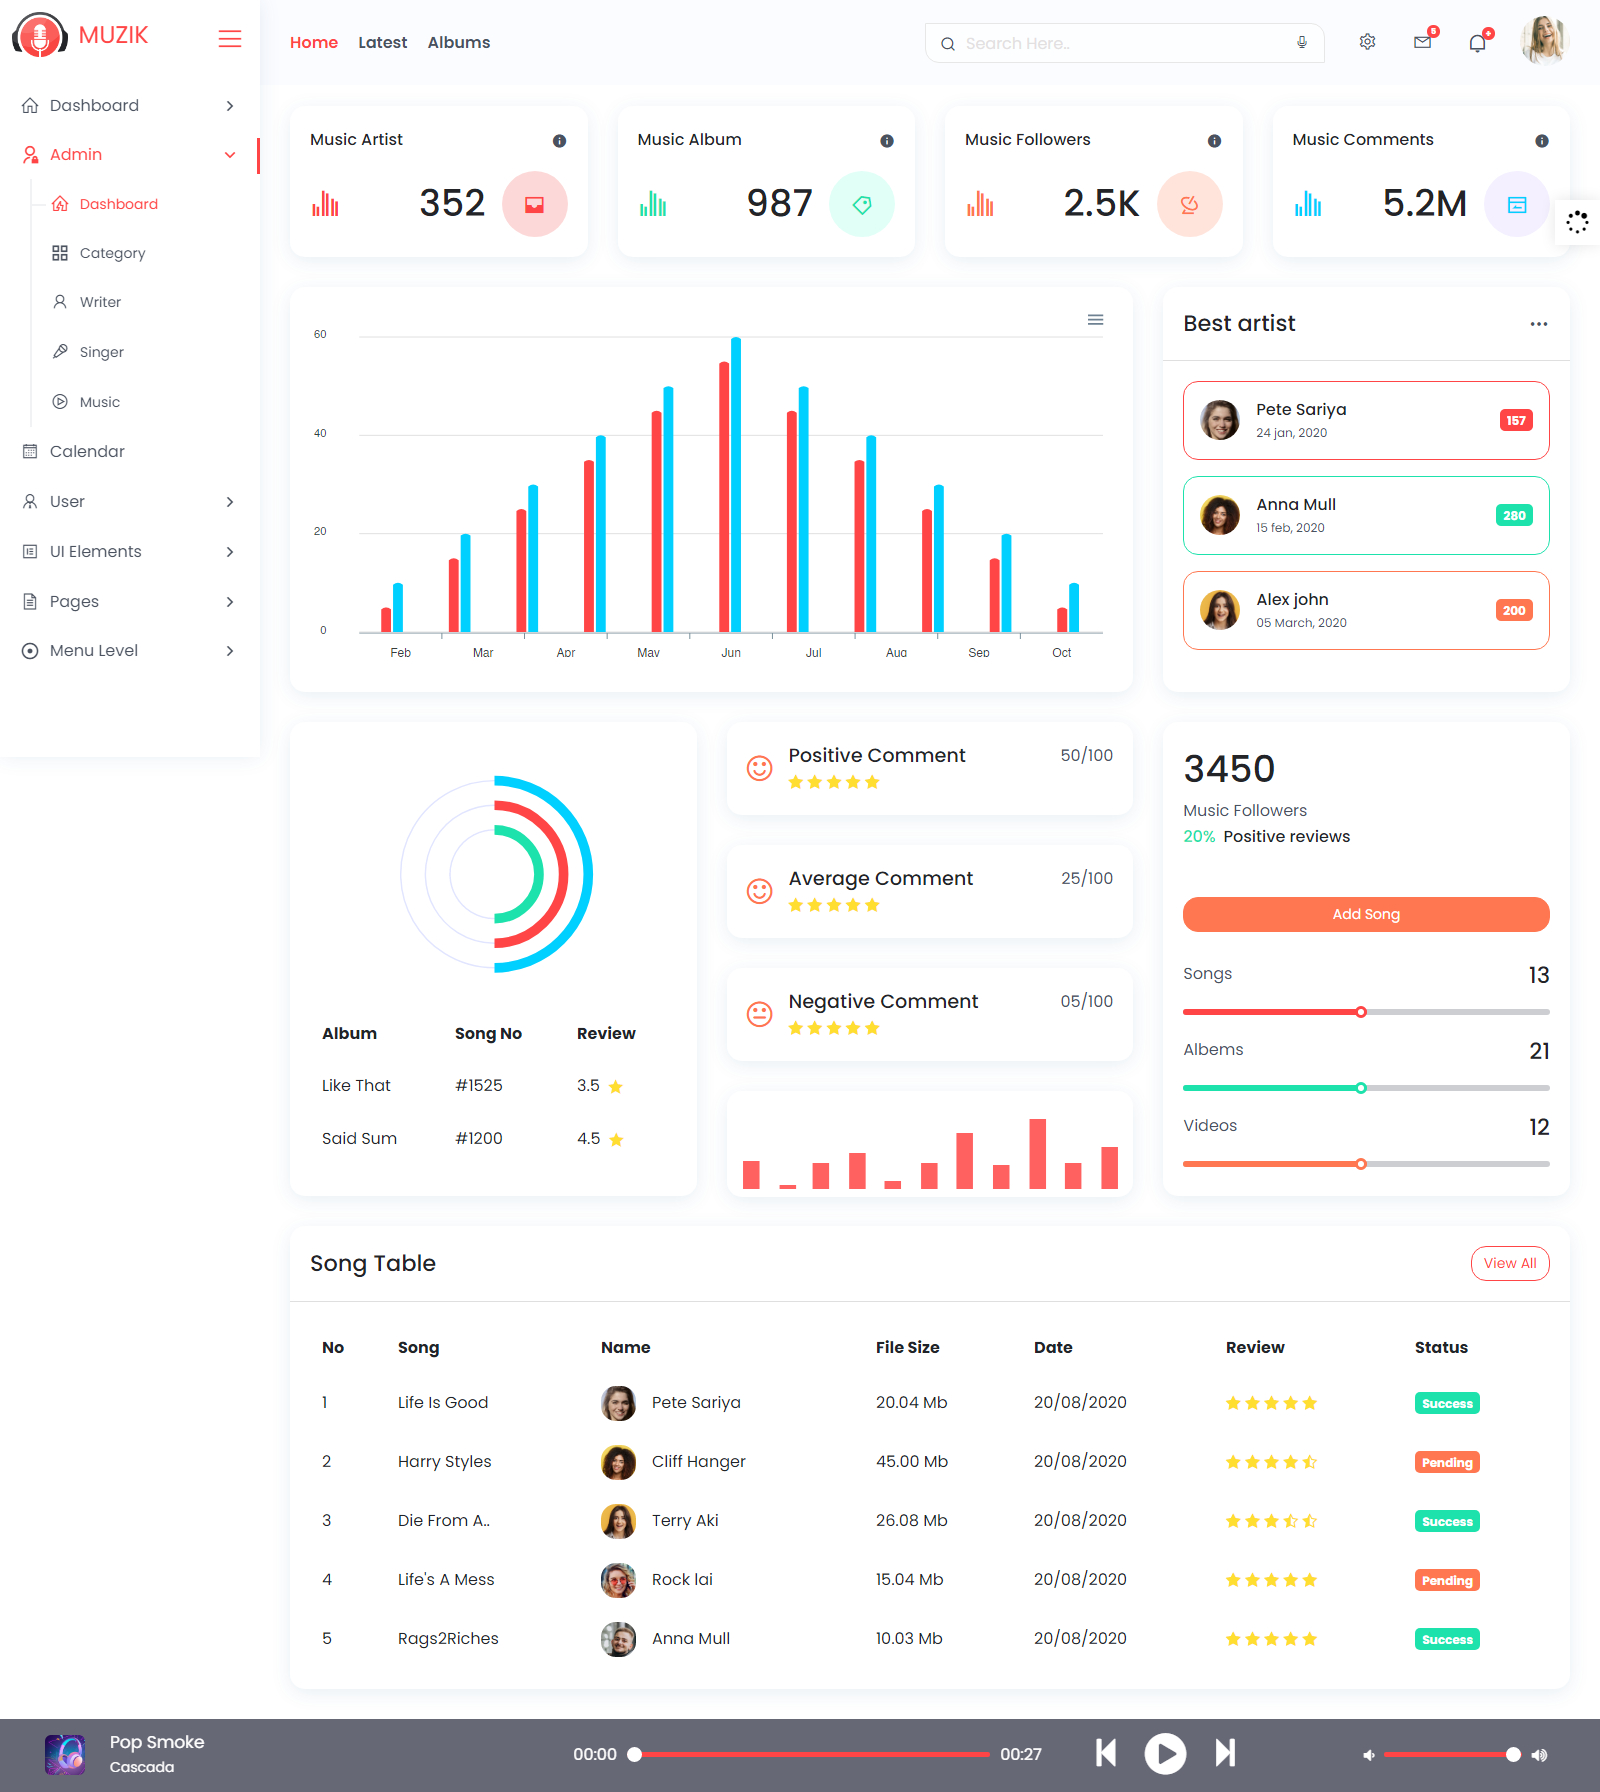 MUZIK
Home Latest Albums
Search Here..
5
Dashboard
Admin
Dashboard
Category
Writer
Singer
Music
Calendar
User
UI Elements
Pages
Menu Level
Music Artist
352
Music Album
987
Music Followers
2.5K
Music Comments
5.2M
60
40
20
0
Feb Mar Apr May Jun Jul Aug Sep Oct
Best artist
Pete Sariya
24 jan, 2020
157
Anna Mull
15 feb, 2020
280
Alex john
05 March, 2020
200
Album Song No Review
Like That #1525 3.5
Said Sum #1200 4.5
Positive Comment 50/100
Average Comment 25/100
Negative Comment 05/100
3450
Music Followers
20% Positive reviews
Add Song
Songs 13
Albems 21
Videos 12
Song Table
View All
No Song Name File Size Date Review Status
1 Life Is Good Pete Sariya 20.04 Mb 20/08/2020 Success
2 Harry Styles Cliff Hanger 45.00 Mb 20/08/2020 Pending
3 Die From A.. Terry Aki 26.08 Mb 20/08/2020 Success
4 Life's A Mess Rock lai 15.04 Mb 20/08/2020 Pending
5 Rags2Riches Anna Mull 10.03 Mb 20/08/2020 Success
Pop Smoke
Cascada
00:00 00:27